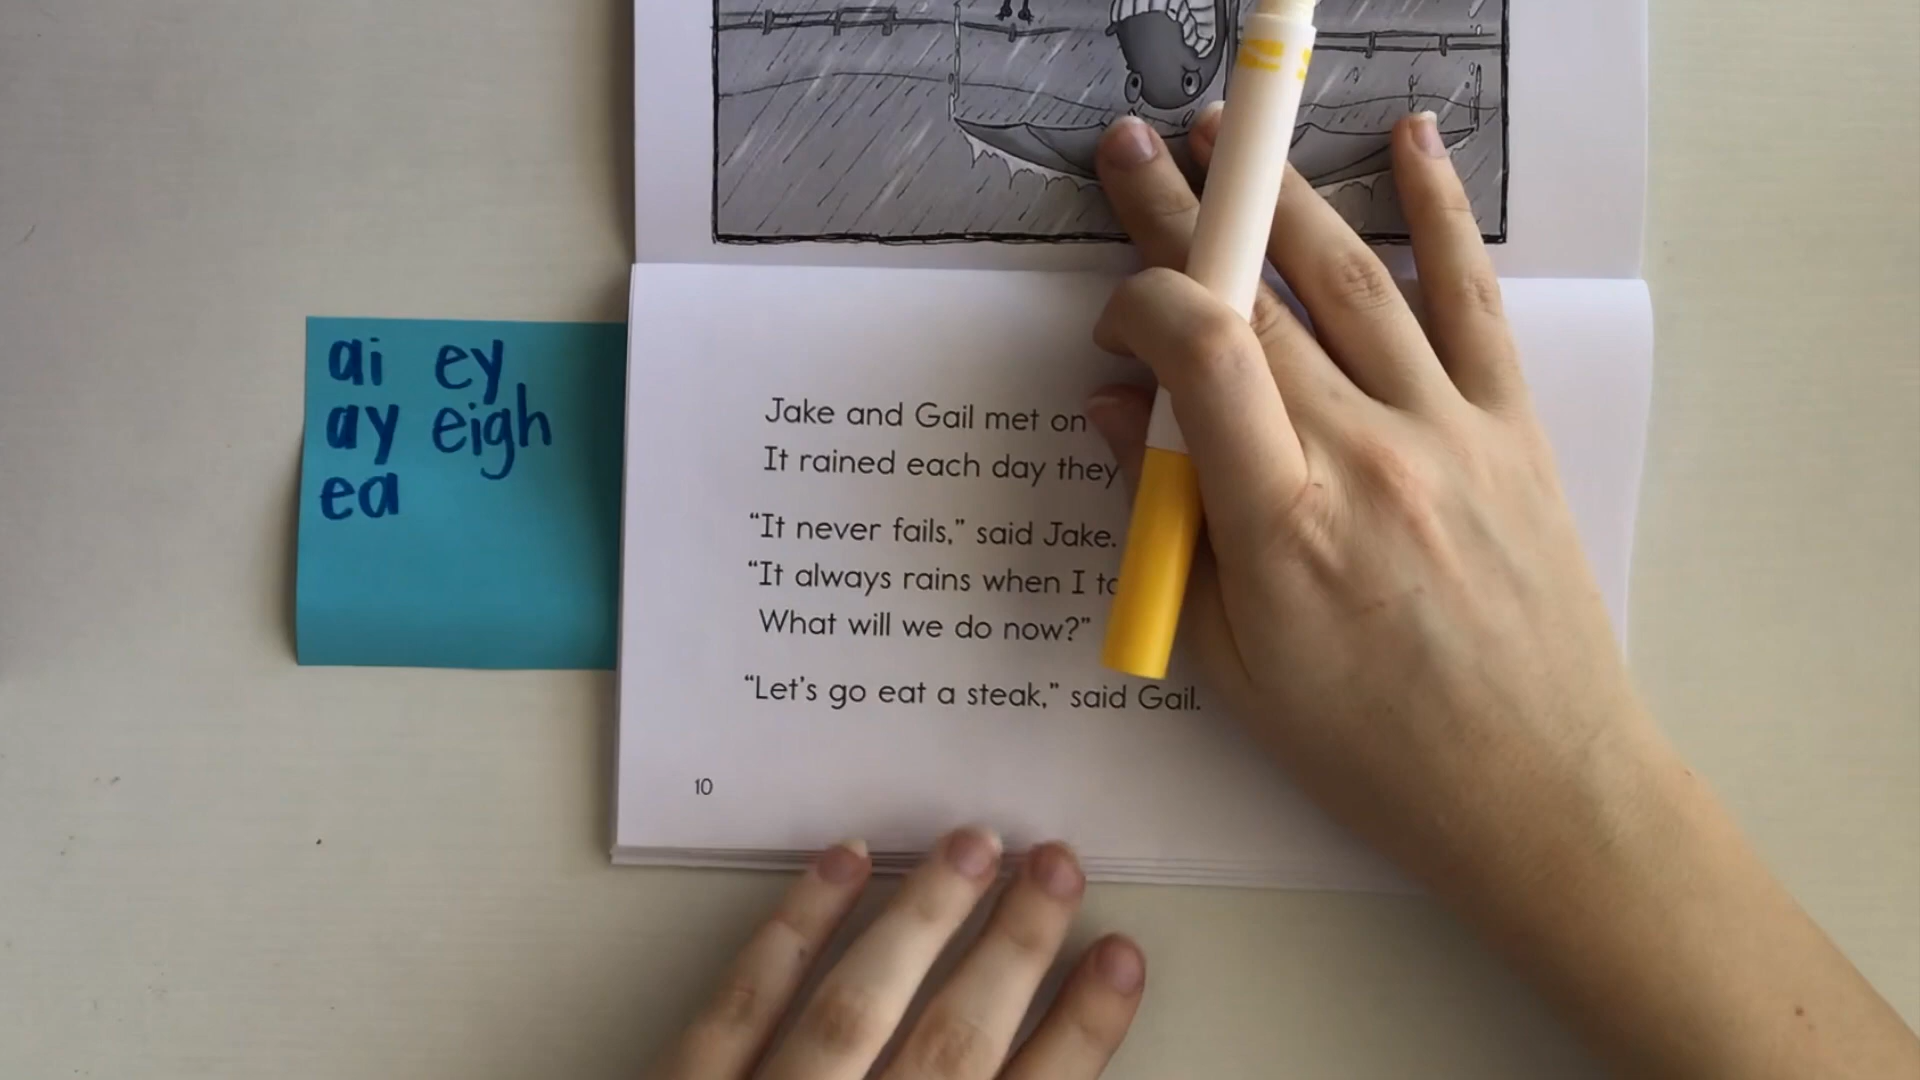 ai ey
ay eigh
ea
Jake and Gail met on
It rained each day they
“It never fails,” said Jake.
“It always rains when I
What will we do now?”
“Let’s go eat a steak,” said Gail.
10